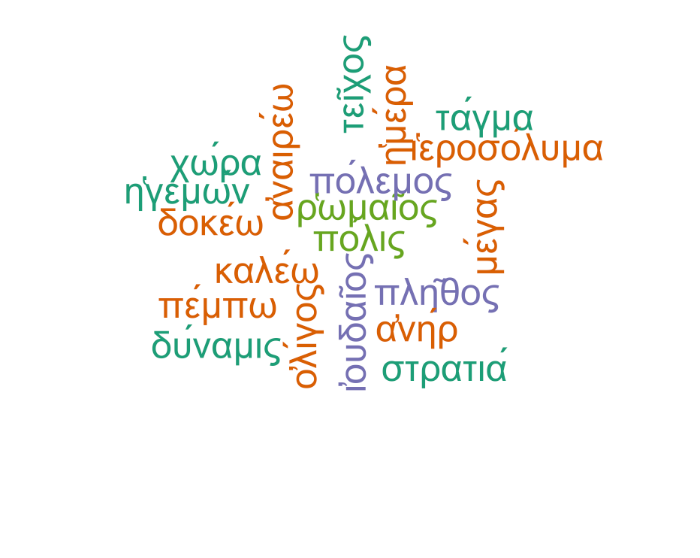 τεῖχος
ἡμέρα
ἀναιρέω
τάγμα
ἱεροσόλυμα
χώρα
πόλεμος
ἡγεμών
ῥωμαῖος
δοκέω
μέγας
πόλις
καλέω
ἰουδαῖος
πλῆθος
πέμπω
ὀλίγος
ἀνήρ
δύναμις
στρατιά